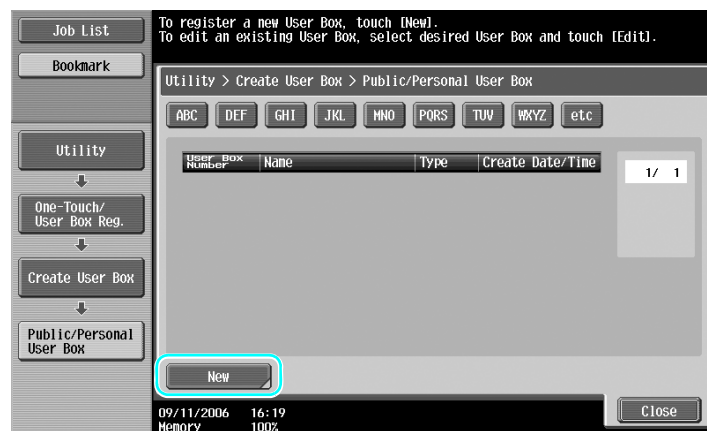 Job List
Bookmark
To register a new User Box, touch [New].
To edit an existing User Box, select desired User Box and touch [Edit].
Utility > Create User Box > Public/Personal User Box
ABC DEF GHI JKL MNO PQRS TUV WXYZ etc
User Box
Number Name Type Create Date/Time
1/ 1
Utility
One-Touch/
User Box Reg.
Create User Box
Public/Personal
User Box
New
09/11/2006 16:19
Memory 100%
Close